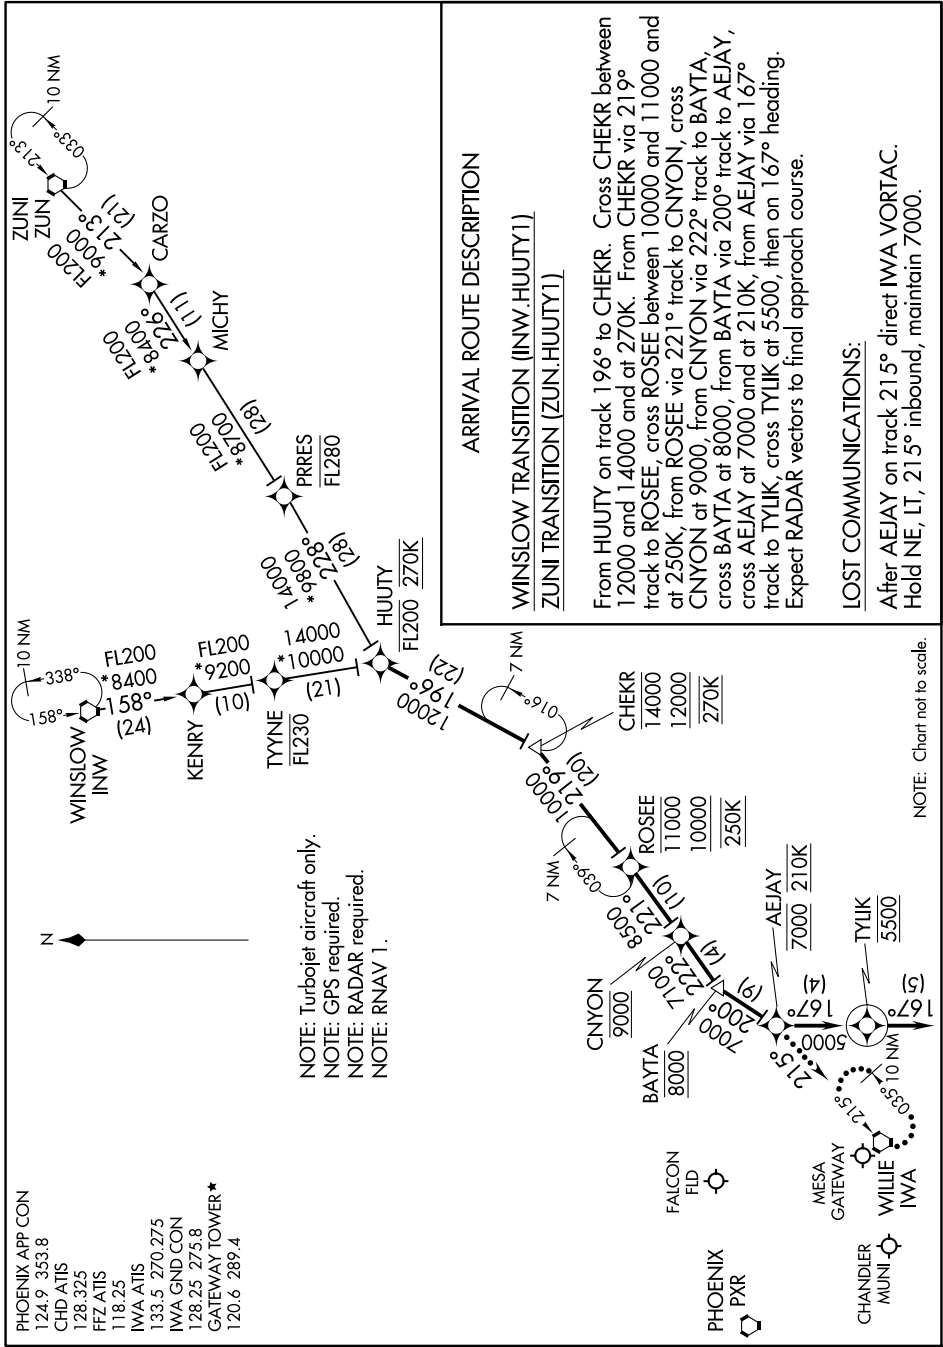 PHOENIX APP CON
124.9 353.8
CHD ATIS
128.325
FFZ ATIS
118.25
IWA ATIS
133.5 270.275
IWA GND CON
128.25 275.8
GATEWAY TOWER★
120.6 289.4
N
NOTE: Turbojet aircraft only.
NOTE: GPS required.
NOTE: RADAR required.
NOTE: RNAV 1.
WINSLOW
INW
10 NM
338°
158°
FL200
*8400
158°
(24)
KENRY
FL200
*9200
(10)
TYYNE
FL230
14000
*10000
(21)
ZUNI
ZUN
10 NM
033°
213°
FL200
*9000
213°
(21)
CARZO
FL200
*8400
226°
(11)
MICHY
FL200
*8700
(28)
PRRES
FL280
14000
*9800
228°
(28)
HUUTY
FL200 270K
12000
196°
(22)
7 NM
016°
CHEKR
14000
12000
270K
10000
219°
(20)
7 NM
039°
ROSEE
11000
10000
250K
8500
221°
(10)
CNYON
9000
7100
222°
(4)
BAYTA
8000
7000
200°
(9)
AEJAY
7000 210K
215°
5000
167°
(4)
TYLIK
5500
167°
(5)
10 NM
035°
215°
WILLIE
IWA
MESA
GATEWAY
FALCON
FLD
CHANDLER
MUNI
PHOENIX
PXR
NOTE: Chart not to scale.
ARRIVAL ROUTE DESCRIPTION
WINSLOW TRANSITION (INW.HUUTY1)
ZUNI TRANSITION (ZUN.HUUTY1)
From HUUTY on track 196° to CHEKR. Cross CHEKR between
12000 and 14000 and at 270K. From CHEKR via 219°
track to ROSEE, cross ROSEE between 10000 and 11000 and
at 250K, from ROSEE via 221° track to CNYON, cross
CNYON at 9000, from CNYON via 222° track to BAYTA,
cross BAYTA at 8000, from BAYTA via 200° track to AEJAY,
cross AEJAY at 7000 and at 210K, from AEJAY via 167°
track to TYLIK, cross TYLIK at 5500, then on 167° heading.
Expect RADAR vectors to final approach course.
LOST COMMUNICATIONS:
After AEJAY on track 215° direct IWA VORTAC.
Hold NE, LT, 215° inbound, maintain 7000.